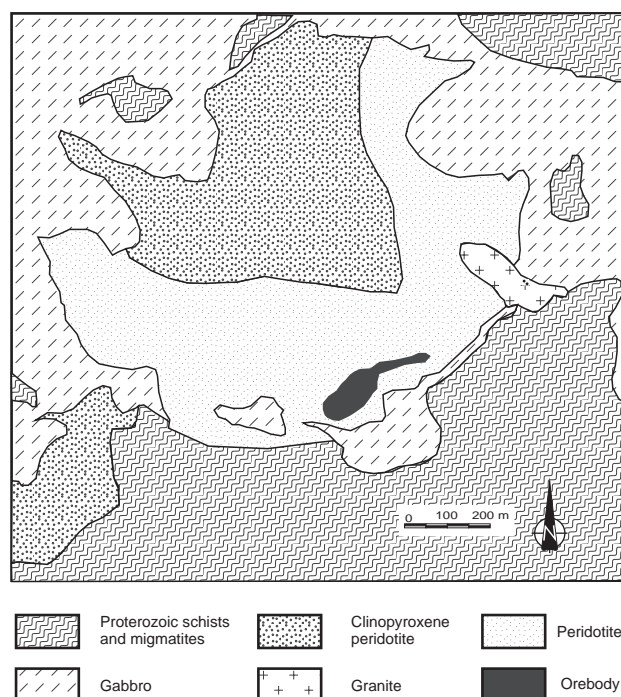 0 100 200 m
N
Proterozoic schists
and migmatites
Clinopyroxene
peridotite
Peridotite
Gabbro
Granite
Orebody